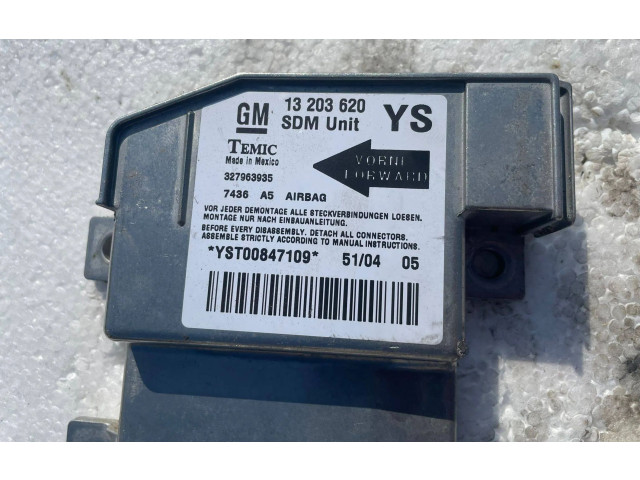 GM 13 203 620 YS
SDM Unit
TEMIC
Made in Mexico
VORNE
FORWARD
327963935
7436 A5 AIRBAG
VOR JEDER DEMONTAGE ALLE STECKVERBINDUNGEN LOESEN.
MONTAGE NUR NACH EINBAUANLEITUNG.
BEFORE EVERY DISASSEMBLY, DETACH ALL CONNECTORS.
ASSEMBLE STRICTLY ACCORDING TO MANUAL INSTRUCTIONS.
*YST00847109* 51/04 05